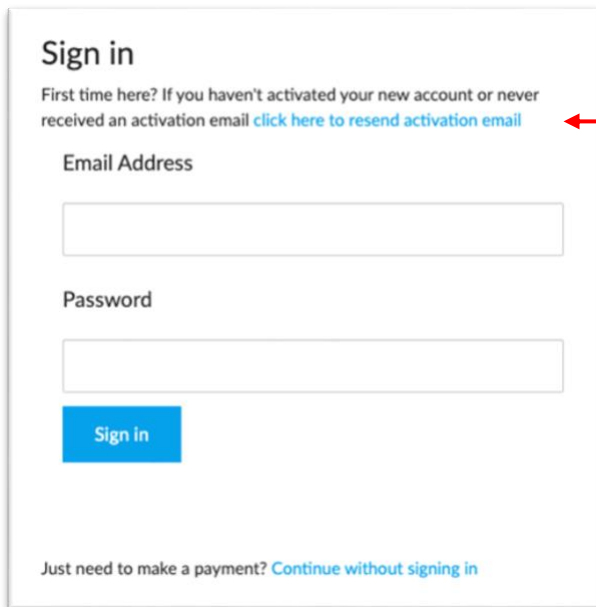 Sign in
First time here? If you haven't activated your new account or never
received an activation email click here to resend activation email
Email Address
Password
Sign in
Just need to make a payment? Continue without signing in